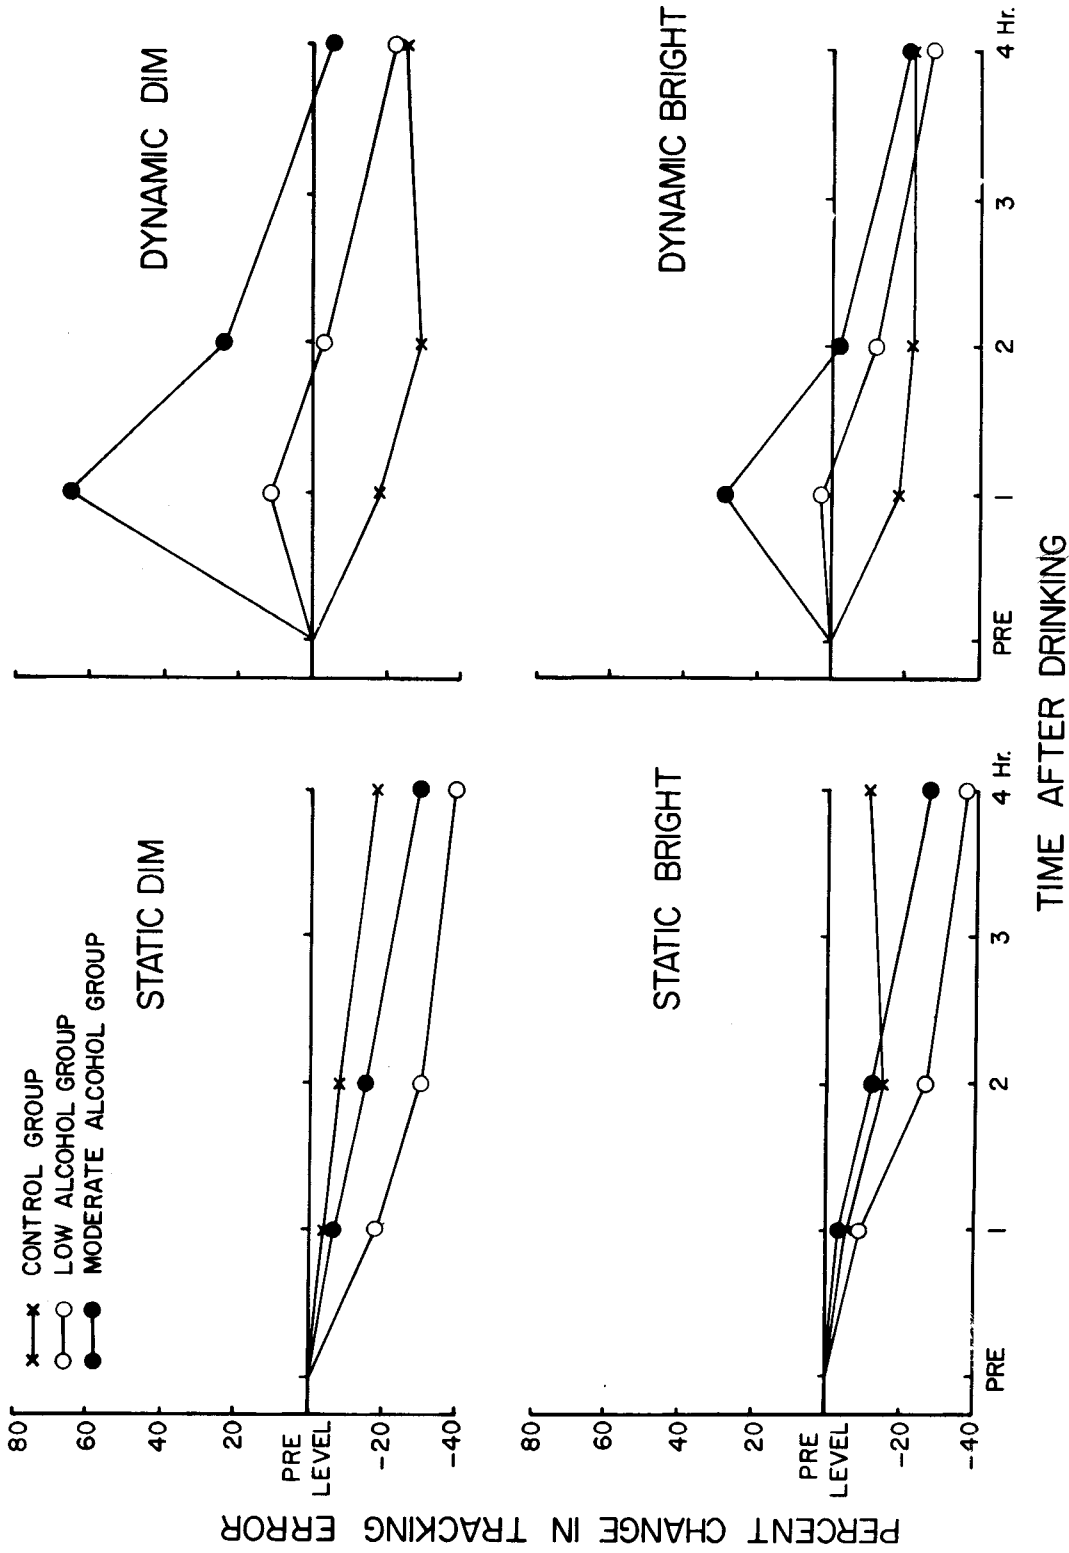 CONTROL GROUP
LOW ALCOHOL GROUP
MODERATE ALCOHOL GROUP
STATIC DIM
DYNAMIC DIM
80
60
40
20
PRE
LEVEL
-20
-40
STATIC BRIGHT
DYNAMIC BRIGHT
80
60
40
20
PRE
LEVEL
-20
-40
PRE 1 2 3 4 Hr.
PRE 1 2 3 4 Hr.
TIME AFTER DRINKING
PERCENT CHANGE IN TRACKING ERROR